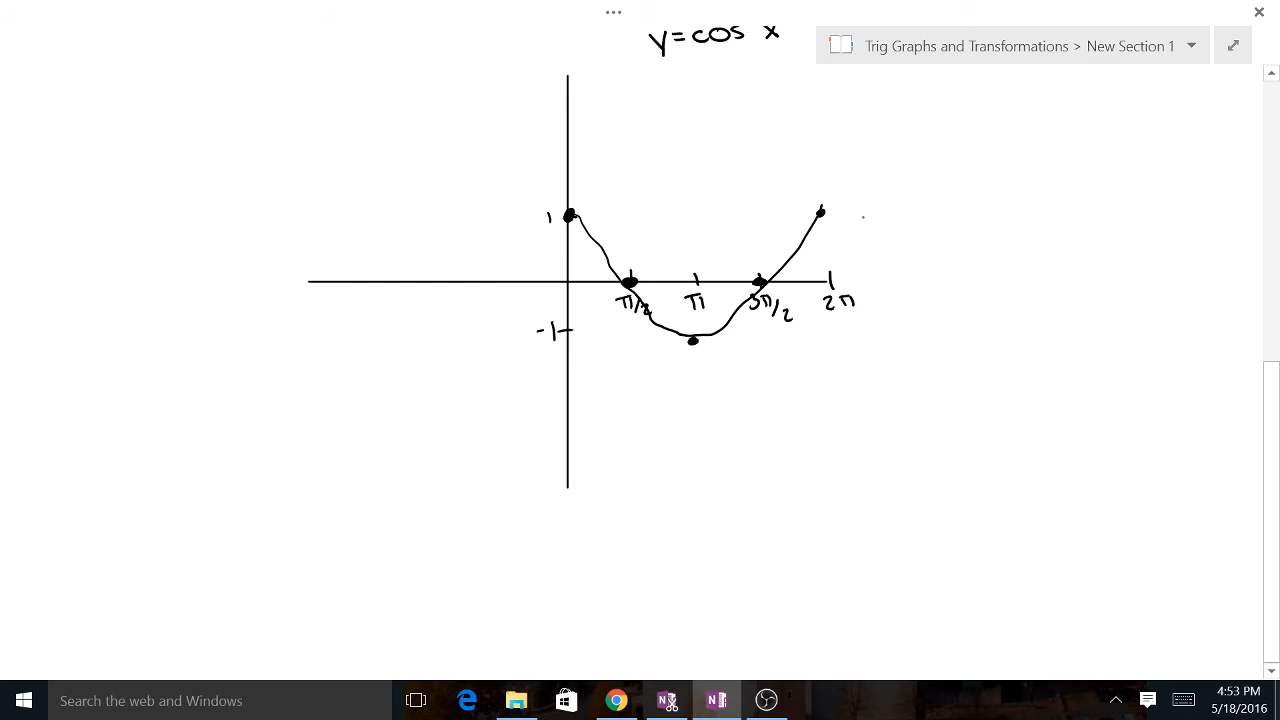 y = cos x
Trig Graphs and Transformations > New Section 1
1
π/2
π
3π/2
2π
-1
Search the web and Windows
N
N
4:53 PM
5/18/2016